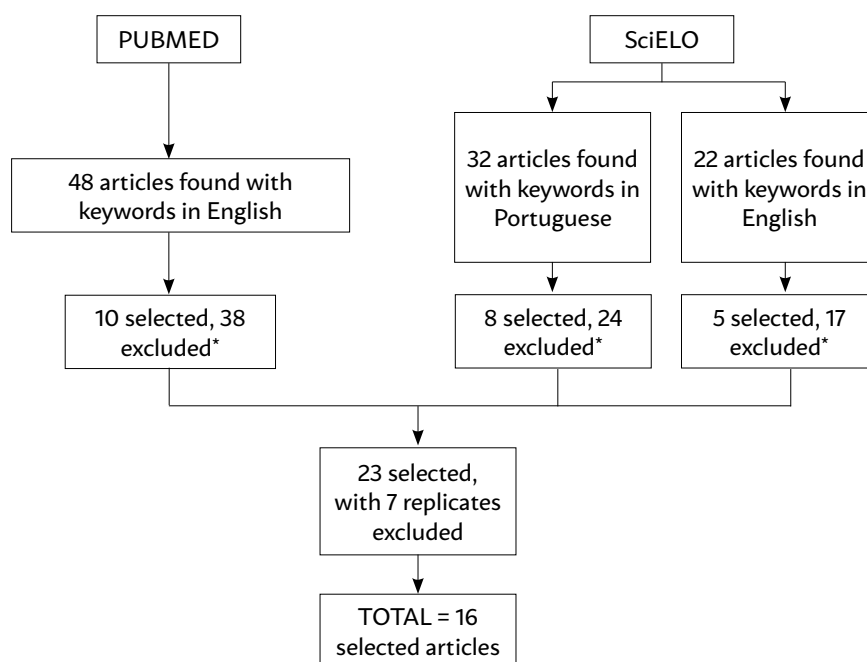 PUBMED
SciELO
48 articles found with
keywords in English
32 articles found
with keywords in
Portuguese
22 articles found
with keywords in
English
10 selected, 38
excluded*
8 selected, 24
excluded*
5 selected, 17
excluded*
23 selected,
with 7 replicates
excluded
TOTAL = 16
selected articles